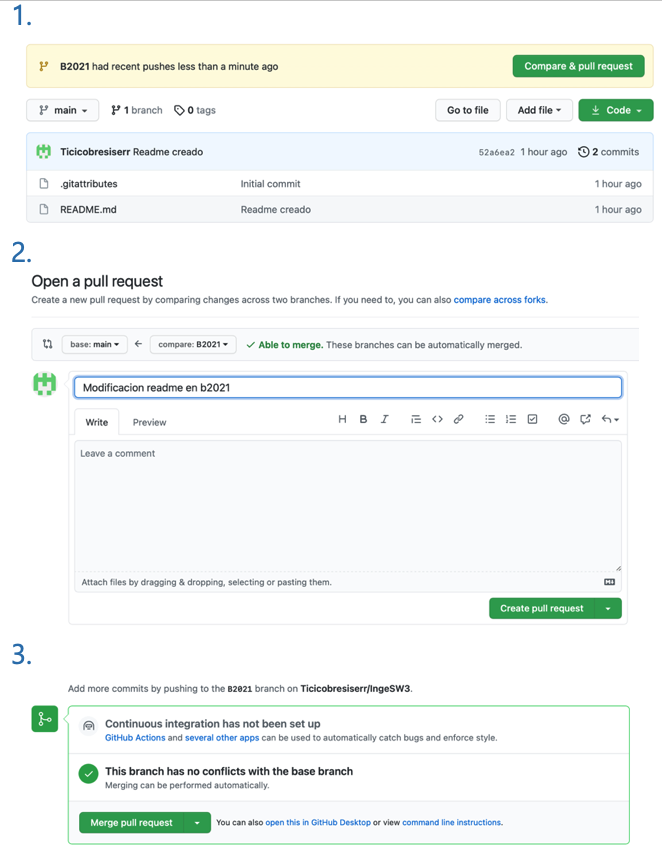 1.
B2021 had recent pushes less than a minute ago Compare & pull request
main 1 branch 0 tags Go to file Add file Code
Ticicobresiserr Readme creado 52a6ea2 1 hour ago 2 commits
.gitattributes Initial commit 1 hour ago
README.md Readme creado 1 hour ago
2.
Open a pull request
Create a new pull request by comparing changes across two branches. If you need to, you can also compare across forks.
base: main compare: B2021 Able to merge. These branches can be automatically merged.
Modificacion readme en b2021
Write Preview H B I
Leave a comment
Attach files by dragging & dropping, selecting or pasting them.
Create pull request
3.
Add more commits by pushing to the B2021 branch on Ticicobresiserr/IngeSW3.
Continuous integration has not been set up
GitHub Actions and several other apps can be used to automatically catch bugs and enforce style.
This branch has no conflicts with the base branch
Merging can be performed automatically.
Merge pull request You can also open this in GitHub Desktop or view command line instructions.